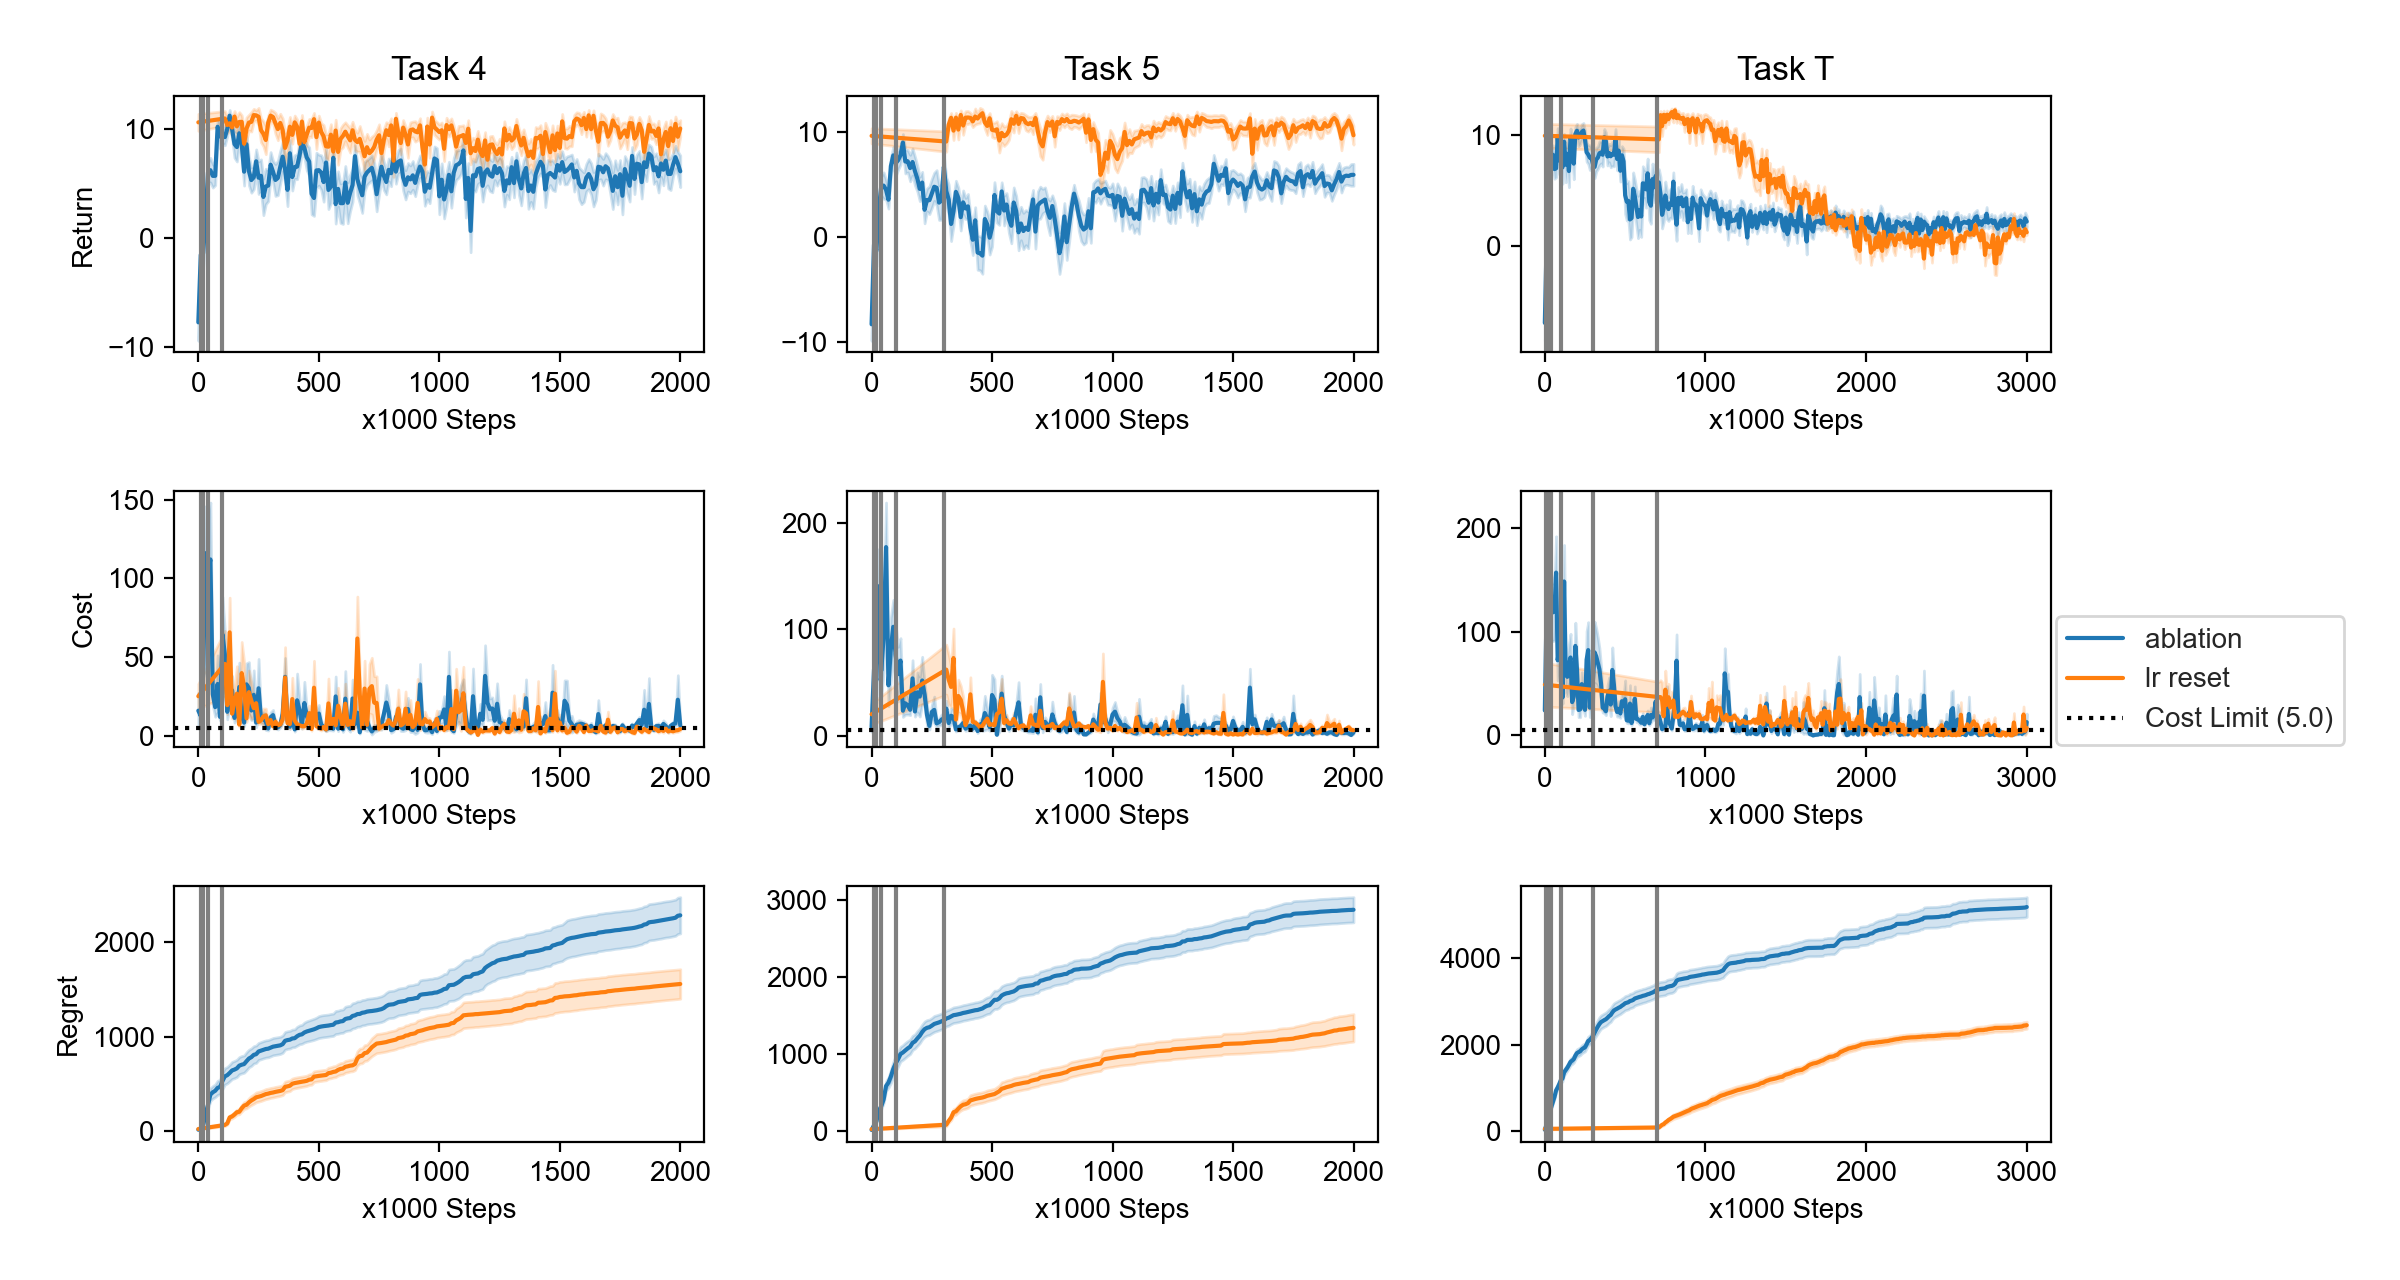 Task 4
Task 5
Task T
Return
10
0
−10
0 500 1000 1500 2000
x1000 Steps
10
0
−10
0 500 1000 1500 2000
x1000 Steps
10
0
0 1000 2000 3000
x1000 Steps
Cost
150
100
50
0
0 500 1000 1500 2000
x1000 Steps
200
100
0
0 500 1000 1500 2000
x1000 Steps
200
100
0
0 1000 2000 3000
x1000 Steps
ablation
lr reset
Cost Limit (5.0)
Regret
2000
1000
0
0 500 1000 1500 2000
x1000 Steps
3000
2000
1000
0
0 500 1000 1500 2000
x1000 Steps
4000
2000
0
0 1000 2000 3000
x1000 Steps